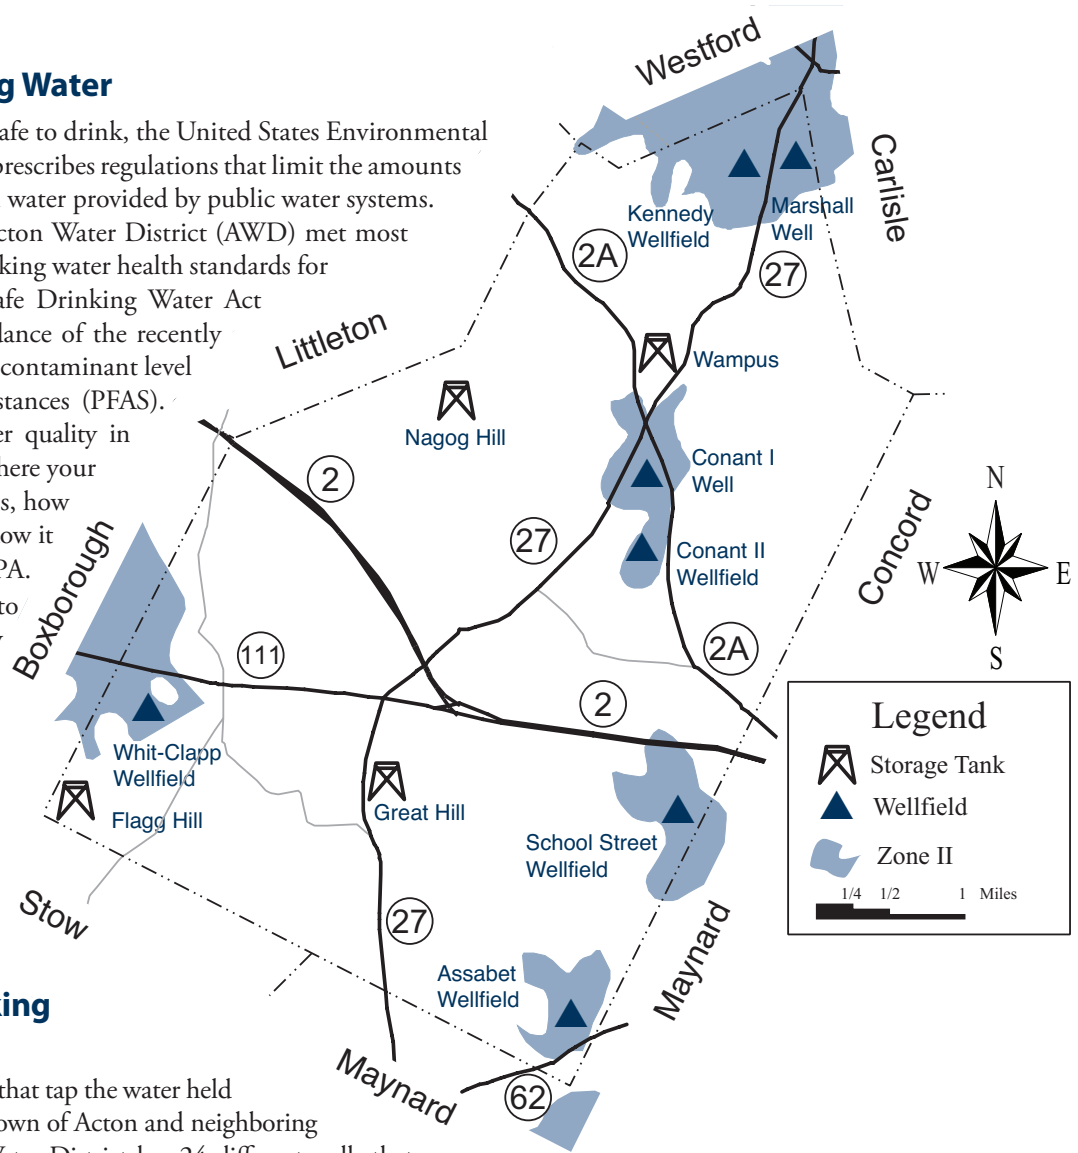 g Water
afe to drink, the United States Environmental
prescribes regulations that limit the amounts
water provided by public water systems.
cton Water District (AWD) met most
king water health standards for
afe Drinking Water Act
lance of the recently
contaminant level
stances (PFAS).
er quality in
here your
s, how
ow it
PA.
to
Westford
Carlisle
Kennedy
Wellfield
Marshall
Well
2A
27
Littleton
Wampus
Nagog Hill
Conant I
Well
2
27
Conant II
Wellfield
Concord
N
W
E
S
Boxborough
111
2A
2
Whit-Clapp
Wellfield
Flagg Hill
Great Hill
School Street
Wellfield
Legend
Storage Tank
Wellfield
Zone II
1/4 1/2 1 Miles
Stow
27
Maynard
Assabet
Wellfield
Maynard
62
king
that tap the water held
own of Acton and neighboring